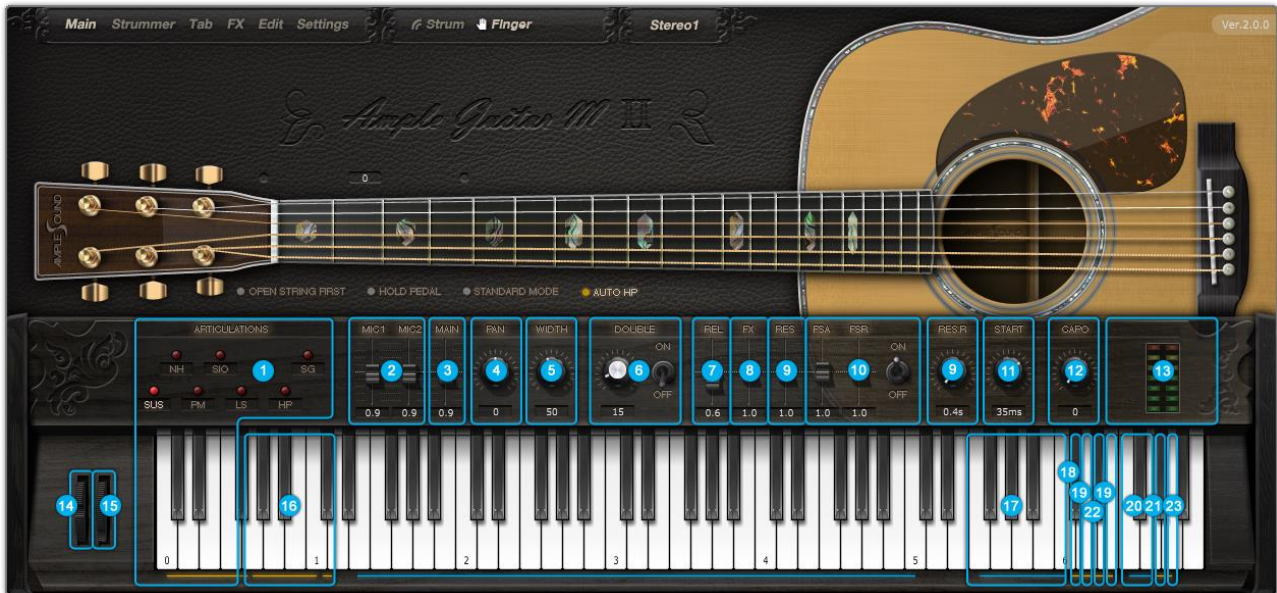 Main Strummer Tab FX Edit Settings Strum Finger Stereo1 Ver.2.0.0
Ample Guitar M II
0
AMPLE SOUND
OPEN STRING FIRST HOLD PEDAL STANDARD MODE AUTO HP
ARTICULATIONS MIC1 MIC2 MAIN PAN WIDTH DOUBLE REL FX RES FSA FSR RES.R START CAPO
ON ON
NH SIO 1 SG 2 3 4 5 6 7 8 9 10 9 11 12 13
OFF OFF
SUS PM LS HP
0.9 0.9 0.9 0 50 15 0.6 1.0 1.0 1.0 1.0 0.4s 35ms 0
18
14 15 16 17 19 22 19 20 21 23
0 1 2 3 4 5 6